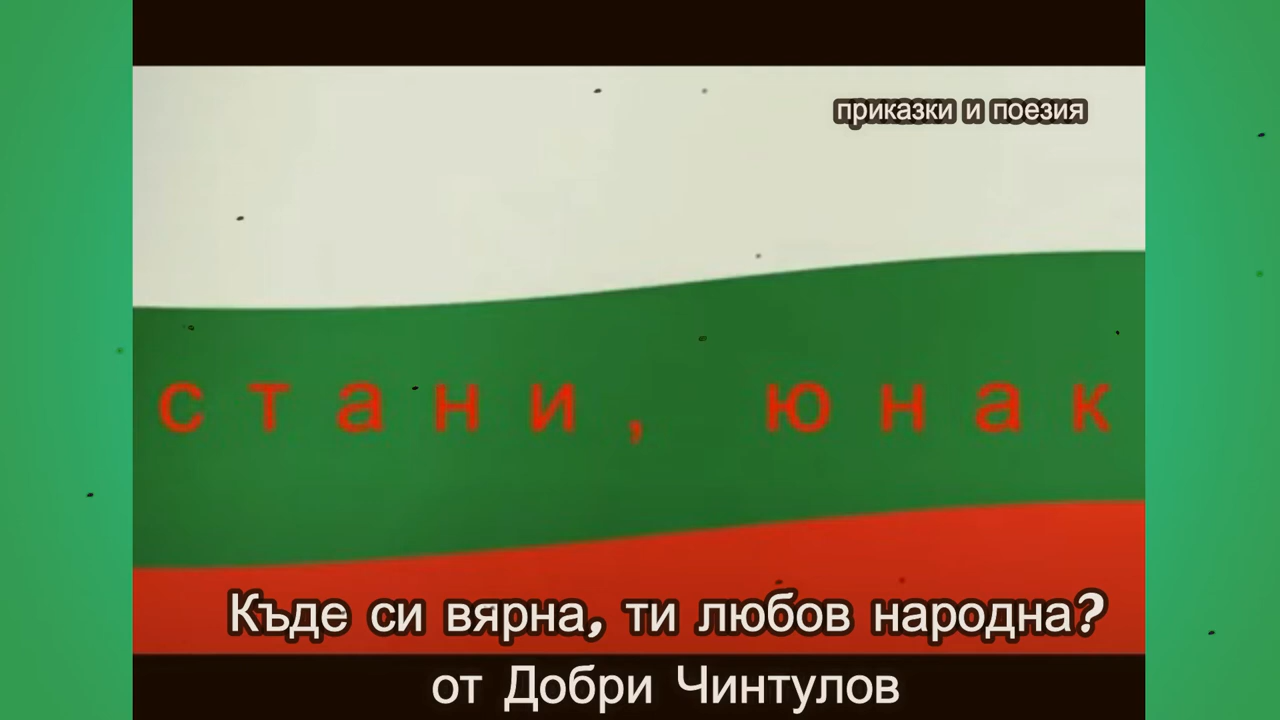 приказки и поезия
стани, юнак
Къде си вярна, ти любов народна?
от Добри Чинтулов